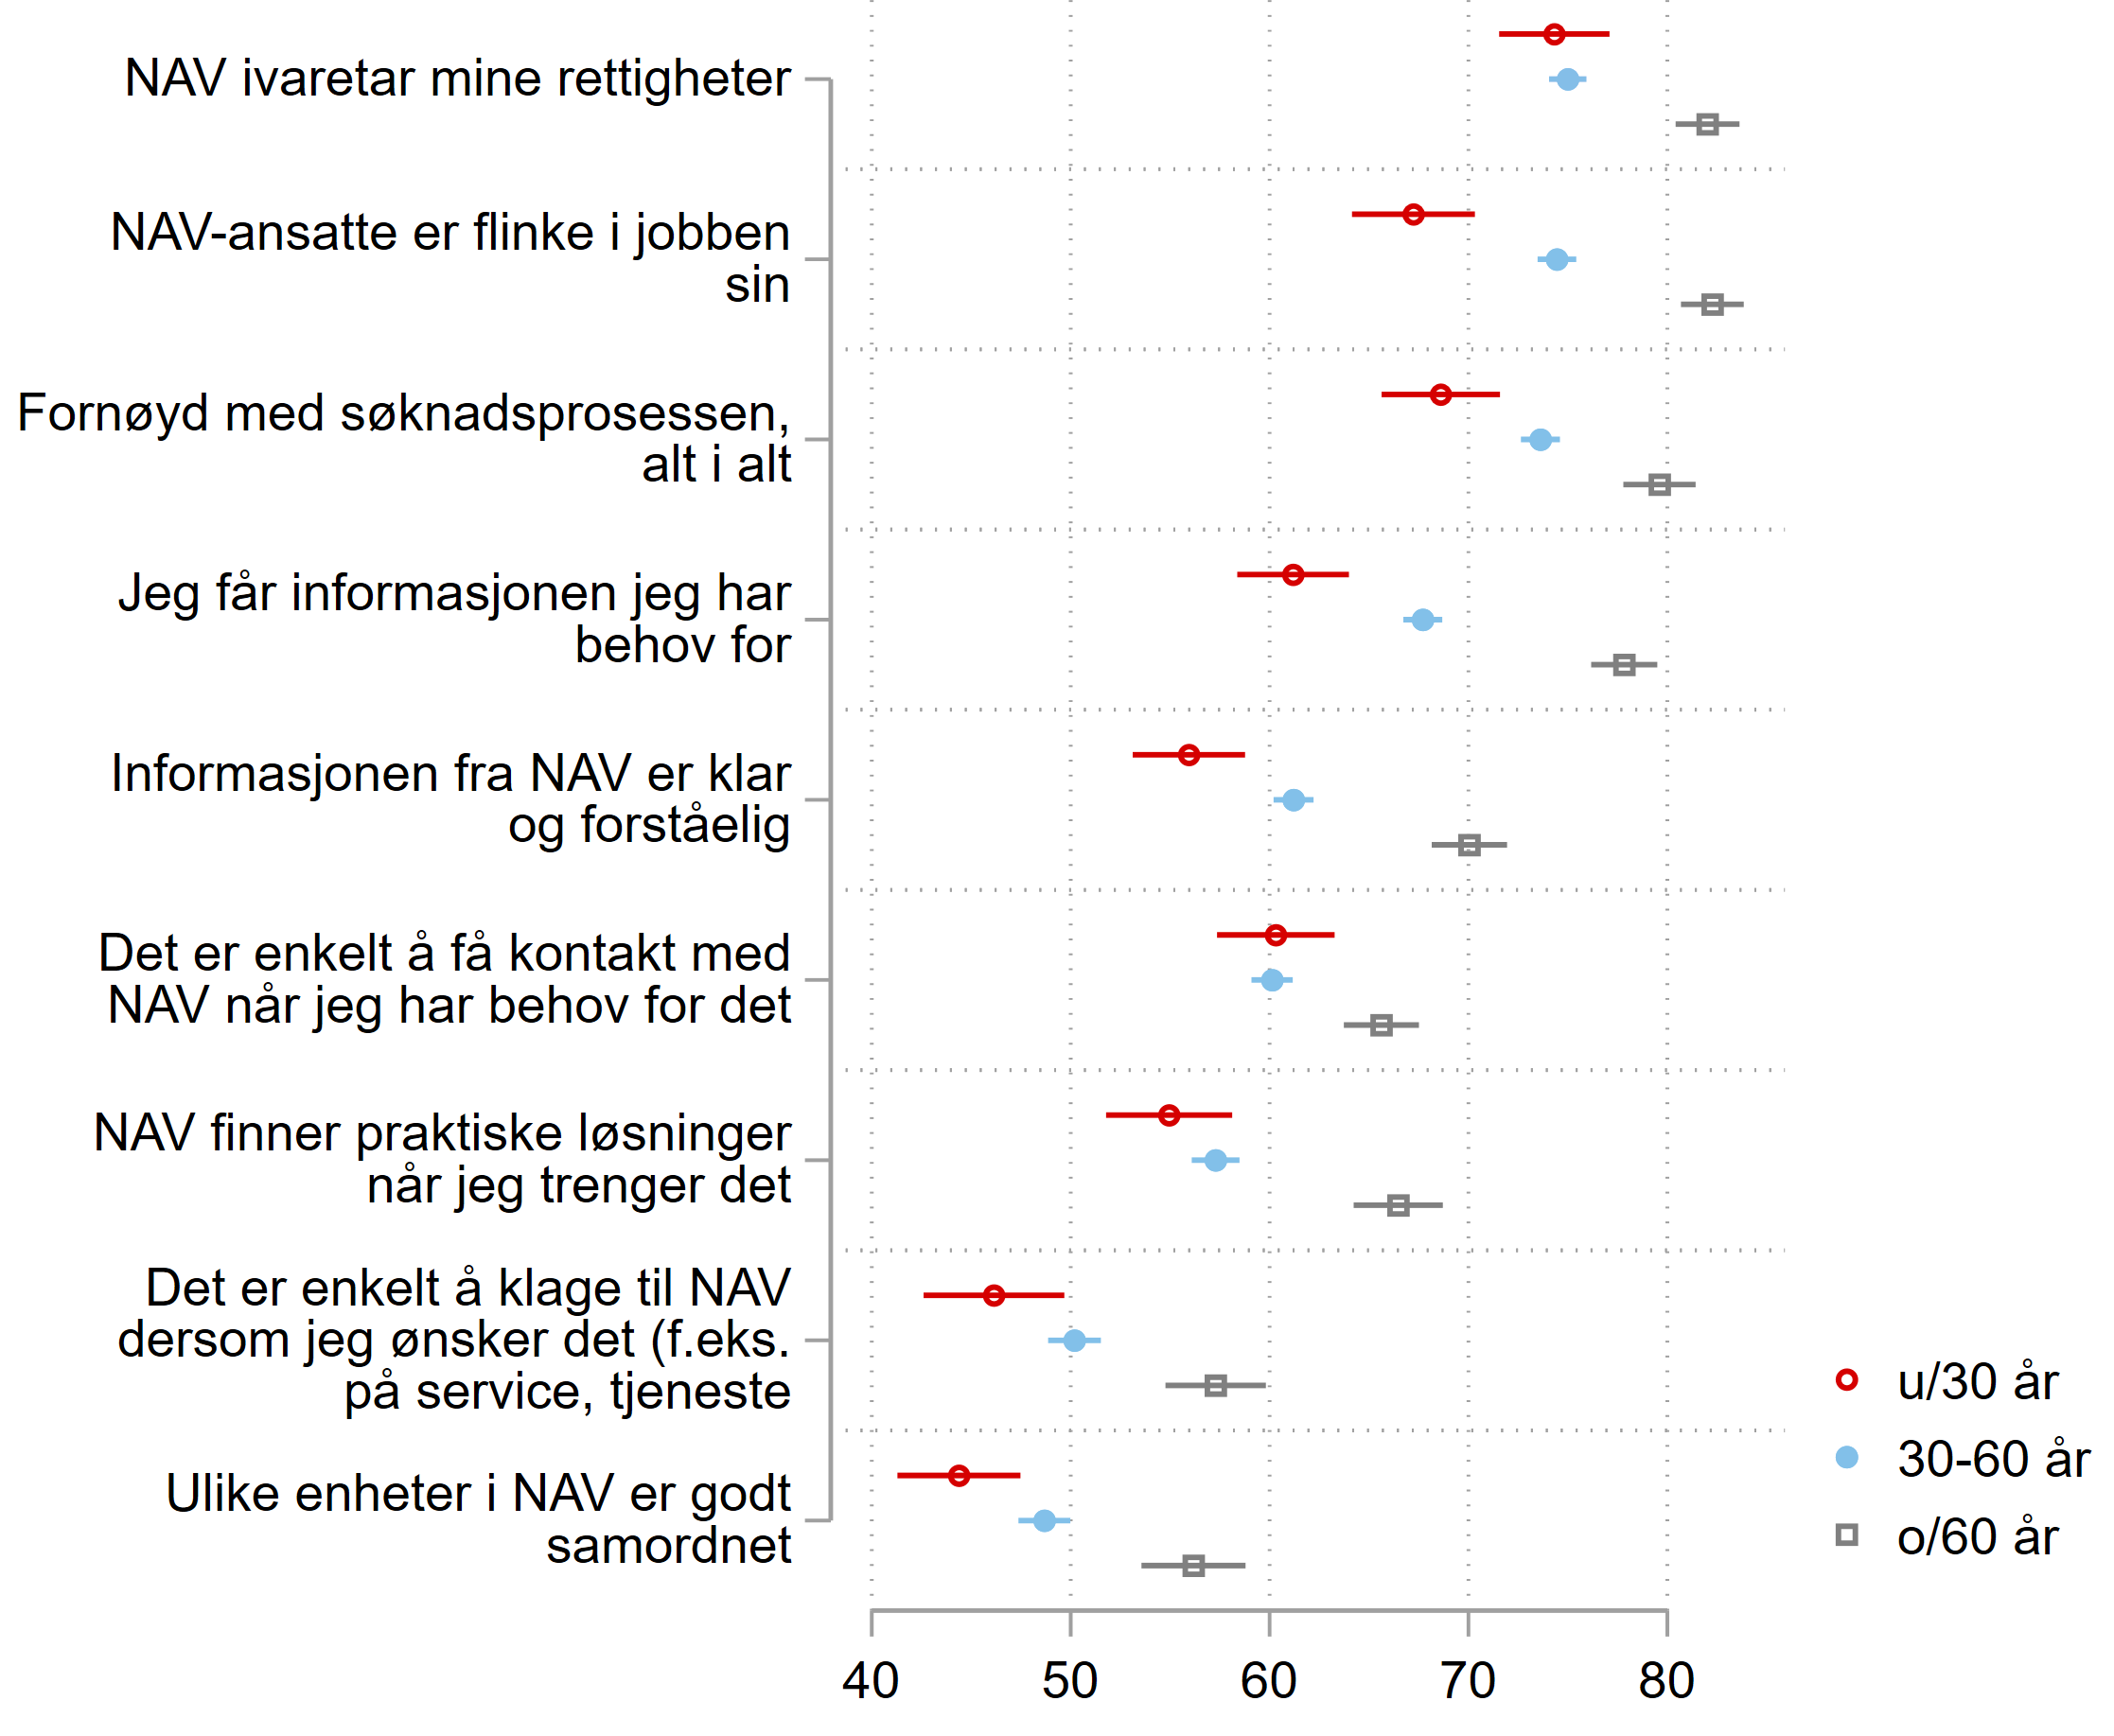 NAV ivaretar mine rettigheter
NAV-ansatte er flinke i jobben
sin
Fornøyd med søknadsprosessen,
alt i alt
Jeg får informasjonen jeg har
behov for
Informasjonen fra NAV er klar
og forståelig
Det er enkelt å få kontakt med
NAV når jeg har behov for det
NAV finner praktiske løsninger
når jeg trenger det
Det er enkelt å klage til NAV
dersom jeg ønsker det (f.eks.
på service, tjeneste
Ulike enheter i NAV er godt
samordnet
40 50 60 70 80
u/30 år
30-60 år
o/60 år